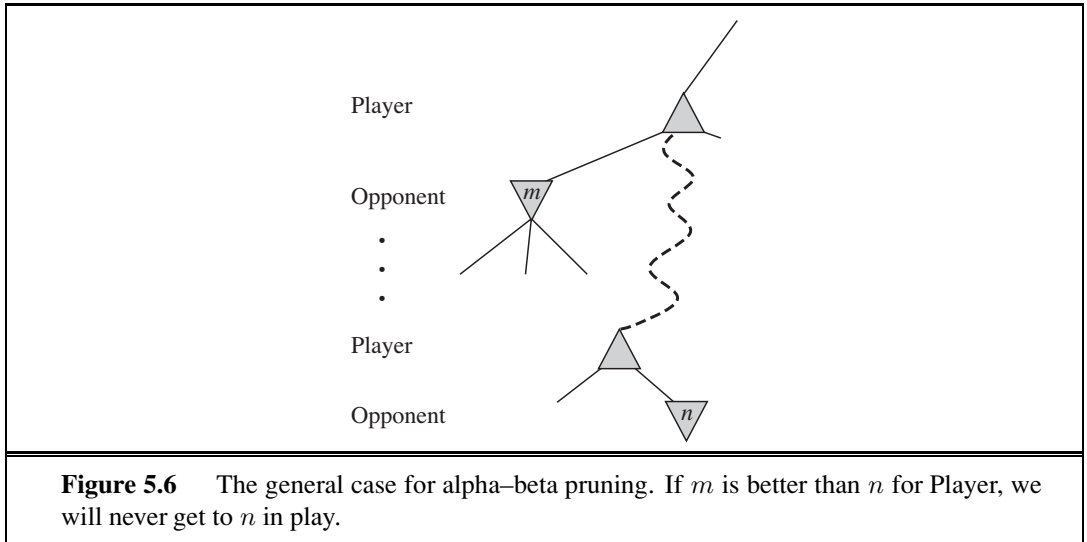 Player
Opponent
m
Player
Opponent
n
Figure 5.6 The general case for alpha–beta pruning. If m is better than n for Player, we
will never get to n in play.